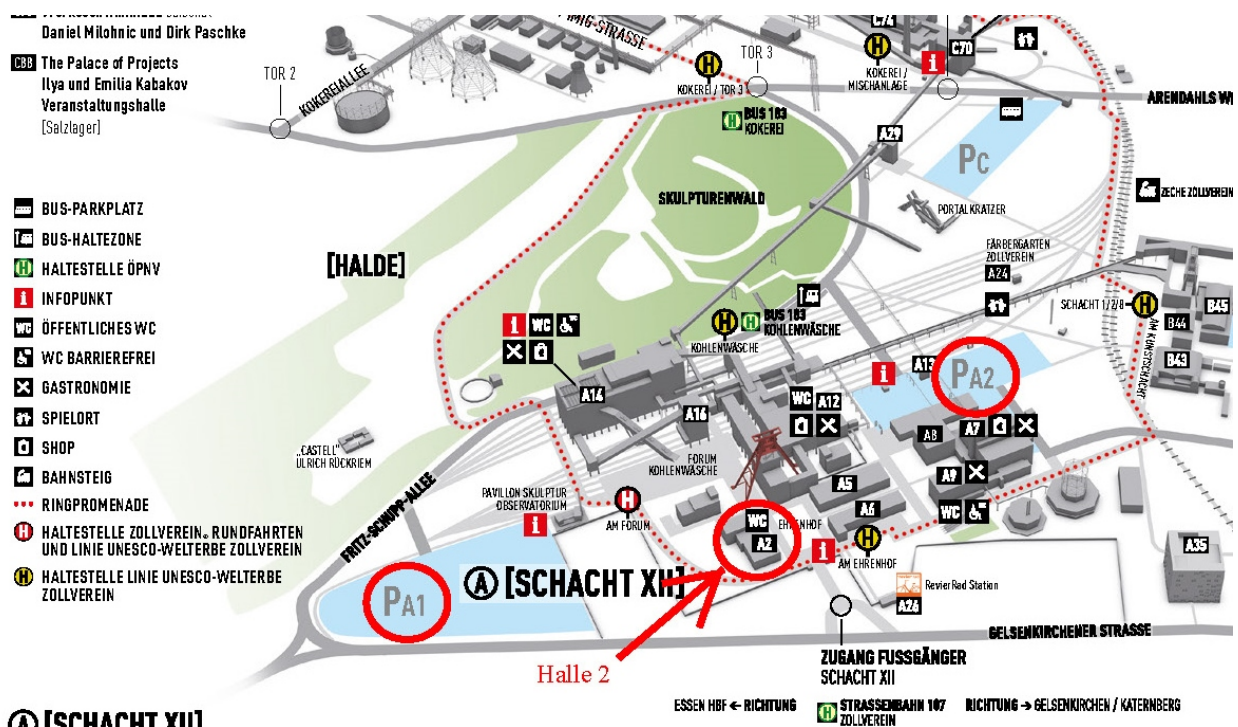 Daniel Milohnic und Dirk Paschke
CBB The Palace of Projects
Ilya und Emilia Kabakov
Veranstaltungshalle
[Salzlager]
BUS-PARKPLATZ
BUS-HALTEZONE
H HALTESTELLE ÖPNV
i INFOPUNKT
WC ÖFFENTLICHES WC
WC BARRIEREFREI
GASTRONOMIE
SPIELORT
SHOP
BAHNSTEIG
RINGPROMENADE
H HALTESTELLE ZOLLVEREIN® RUNDFAHRTEN
UND LINIE UNESCO-WELTERBE ZOLLVEREIN
H HALTESTELLE LINIE UNESCO-WELTERBE
ZOLLVEREIN
TOR 2
KOKEREIALLEE
-STRASSE
H
KOKEREI / TOR 3
TOR 3
H BUS 183
KOKEREI
C74
H
KOKEREI /
MISCHANLAGE
i
C70
ARENDAHLS
A29
PC
PORTALKRATZER
ZECHE ZOLLVEREIN
SKULPTURENWALD
[HALDE]
FÄRBERGARTEN
ZOLLVEREIN
A24
SCHACHT 1/2/8
H
AM KUNSTSCHACHT
B45
B44
B43
i WC
A14
H
KOHLENWÄSCHE
H BUS 183
KOHLENWÄSCHE
i
A13
PA2
WC A12
A16
FORUM
KOHLENWÄSCHE
A8
A7
A9
WC
A5
A6
„CASTELL“
ULRICH RÜCKRIEM
PAVILLON SKULPTUR
OBSERVATORIUM
i
H
AM FORUM
WC
EHRENHOF
A2
i
H
AM EHRENHOF
A35
FRITZ-SCHUPP-ALLEE
PA1
A [SCHACHT XII]
Halle 2
RevierRad Station
A26
GELSENKIRCHENER STRASSE
ZUGANG FUSSGÄNGER
SCHACHT XII
ESSEN HBF ← RICHTUNG
H STRASSENBAHN 107
ZOLLVEREIN
RICHTUNG → GELSENKIRCHEN / KATERNBERG
A [SCHACHT XII]